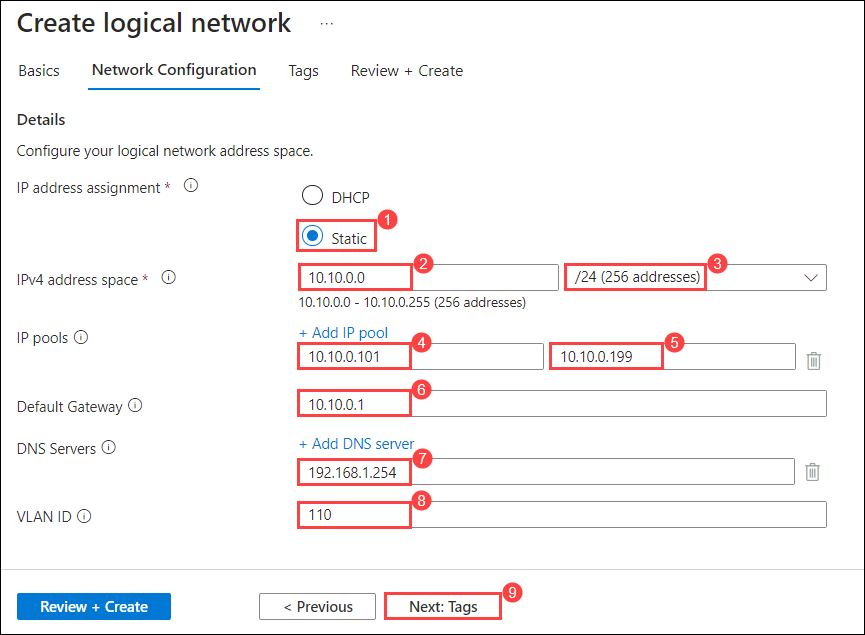 Create logical network ...
Basics Network Configuration Tags Review + Create
Details
Configure your logical network address space.
IP address assignment *
DHCP
1
Static
IPv4 address space *
10.10.0.0 2 /24 (256 addresses) 3
10.10.0.0 - 10.10.0.255 (256 addresses)
IP pools
+ Add IP pool
10.10.0.101 4 10.10.0.199 5
Default Gateway 10.10.0.1 6
DNS Servers + Add DNS server
192.168.1.254 7
VLAN ID 110 8
Review + Create < Previous Next: Tags 9